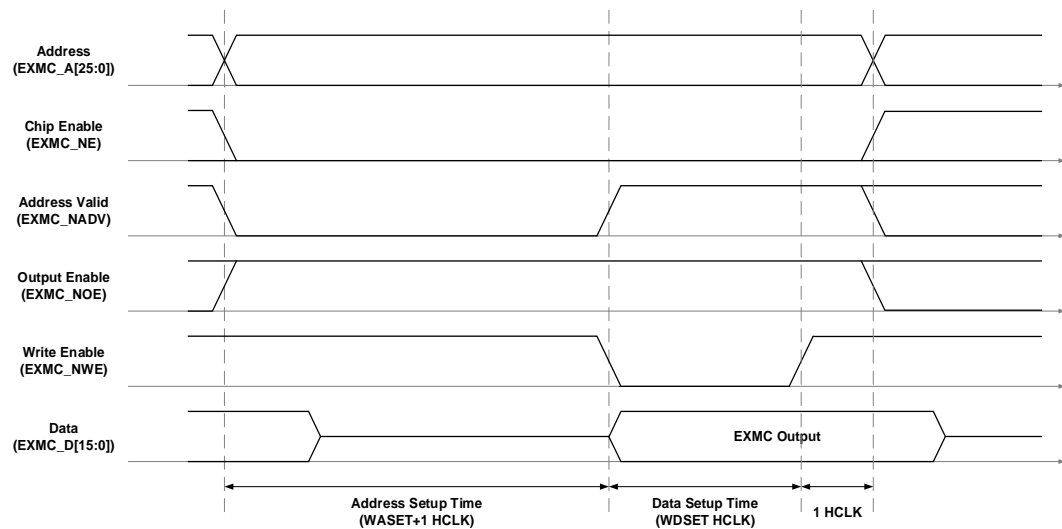 Address
(EXMC_A[25:0])
Chip Enable
(EXMC_NE)
Address Valid
(EXMC_NADV)
Output Enable
(EXMC_NOE)
Write Enable
(EXMC_NWE)
Data
(EXMC_D[15:0])
EXMC Output
Address Setup Time
(WASET+1 HCLK)
Data Setup Time
(WDSET HCLK)
1 HCLK